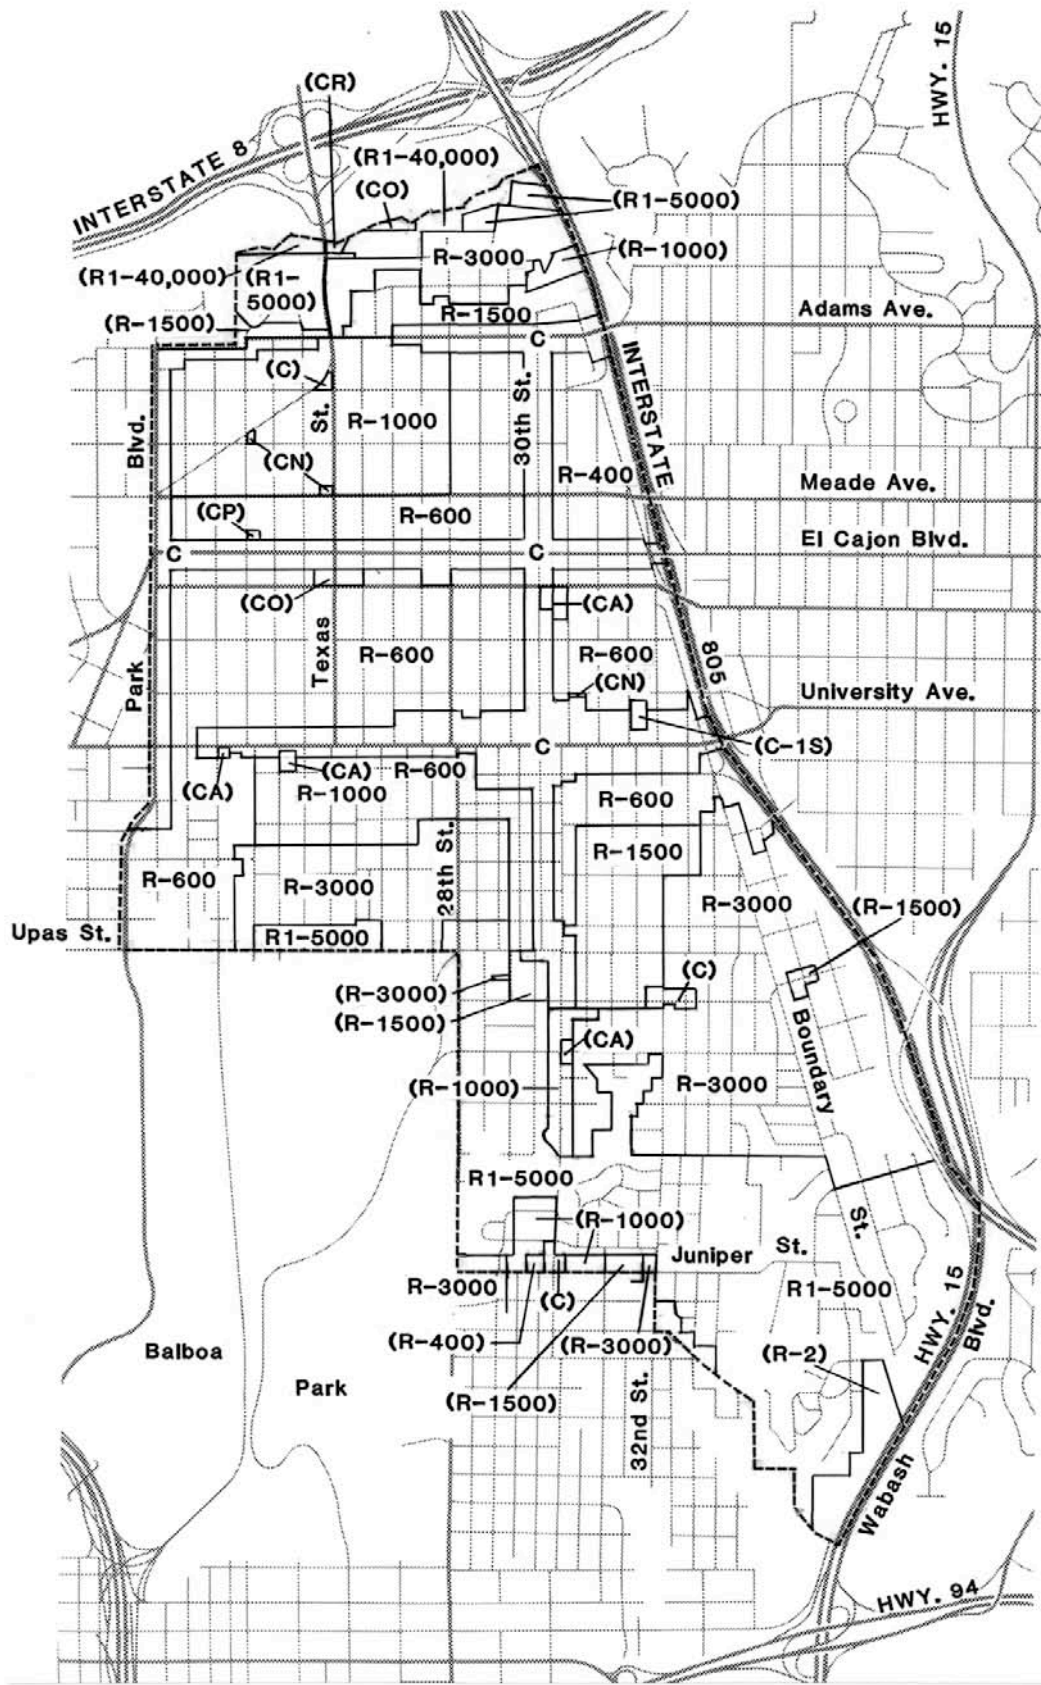 (CR)
HWY. 15
INTERSTATE 8
(R1-40,000)
(CO)
(R1-5000)
(R-1000)
R-3000
(R1-40,000)
(R1-
5000)
(R-1500)
R-1500
Adams Ave.
C
(C)
INTERSTATE
30th St.
St.
Blvd.
R-1000
(CN)
R-400
Meade Ave.
(CP)
R-600
El Cajon Blvd.
C
C
(CO)
(CA)
Texas
R-600
R-600
805
Park
(CN)
University Ave.
C
(C-1S)
(CA)
(CA)
R-600
R-1000
R-600
28th St.
R-1500
R-600
R-3000
R-3000
(R-1500)
Upas St.
R1-5000
(R-3000)
(C)
(R-1500)
Boundary
(CA)
(R-1000)
R-3000
R1-5000
(R-1000)
St.
Juniper St.
R-3000
R1-5000
(C)
HWY. 15
Blvd.
(R-400)
(R-3000)
(R-2)
Balboa
Park
(R-1500)
32nd St.
Wabash
HWY. 94